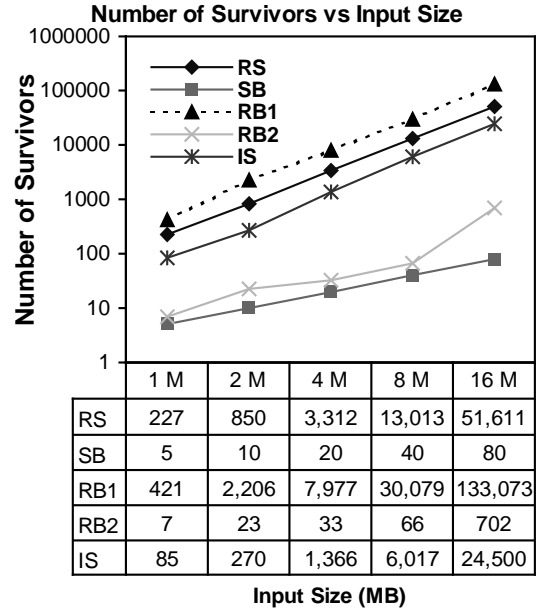 Number of Survivors vs Input Size
Number of Survivors
1000000
100000
10000
1000
100
10
1
RS
SB
RB1
RB2
IS
1 M 2 M 4 M 8 M 16 M
RS 227 850 3,312 13,013 51,611
SB 5 10 20 40 80
RB1 421 2,206 7,977 30,079 133,073
RB2 7 23 33 66 702
IS 85 270 1,366 6,017 24,500
Input Size (MB)